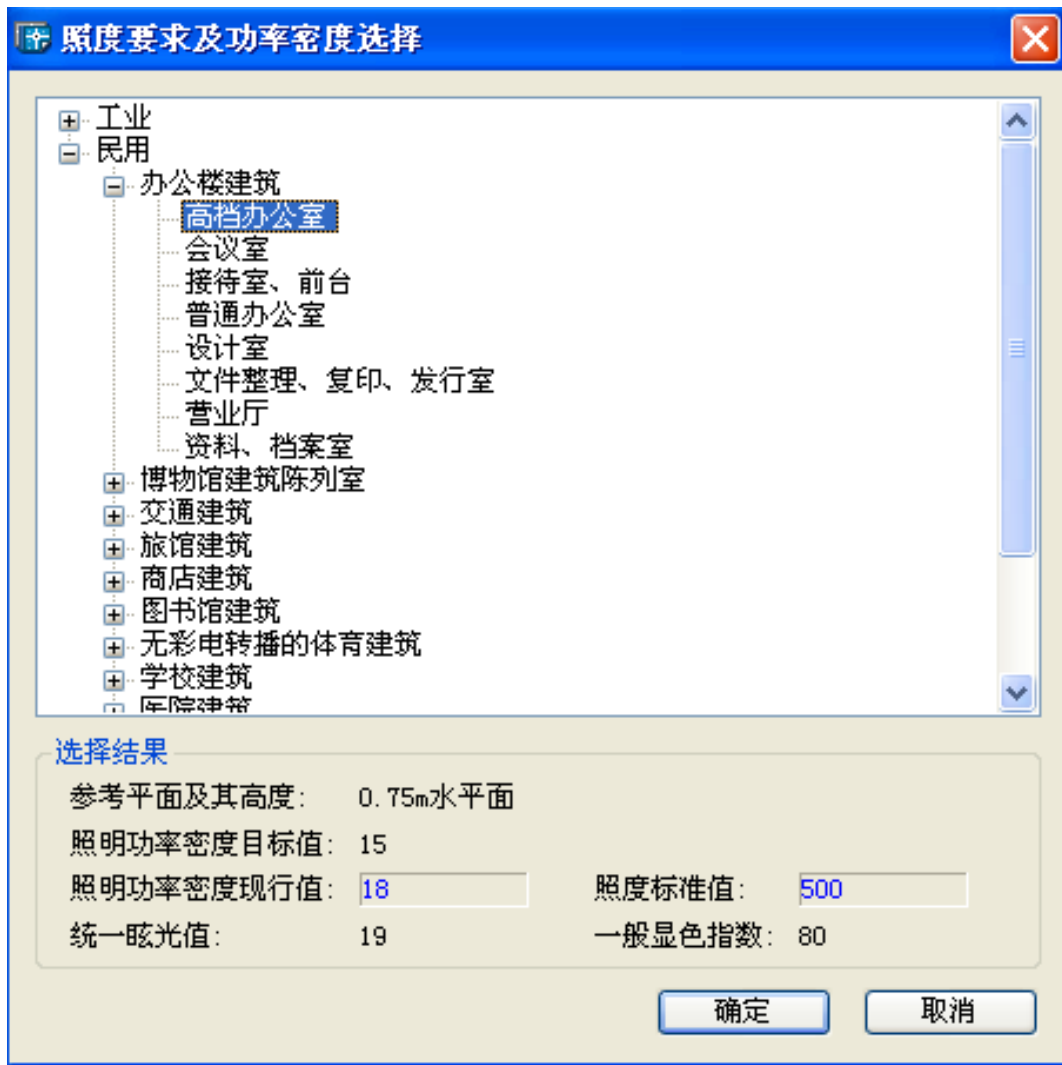 照度要求及功率密度选择
工业
民用
办公楼建筑
高档办公室
会议室
接待室、前台
普通办公室
设计室
文件整理、复印、发行室
营业厅
资料、档案室
博物馆建筑陈列室
交通建筑
旅馆建筑
商店建筑
图书馆建筑
无彩电转播的体育建筑
学校建筑
医院建筑
选择结果
参考平面及其高度: 0.75m水平面
照明功率密度目标值: 15
照明功率密度现行值: 18 照度标准值: 500
统一眩光值: 19 一般显色指数: 80
确定 取消